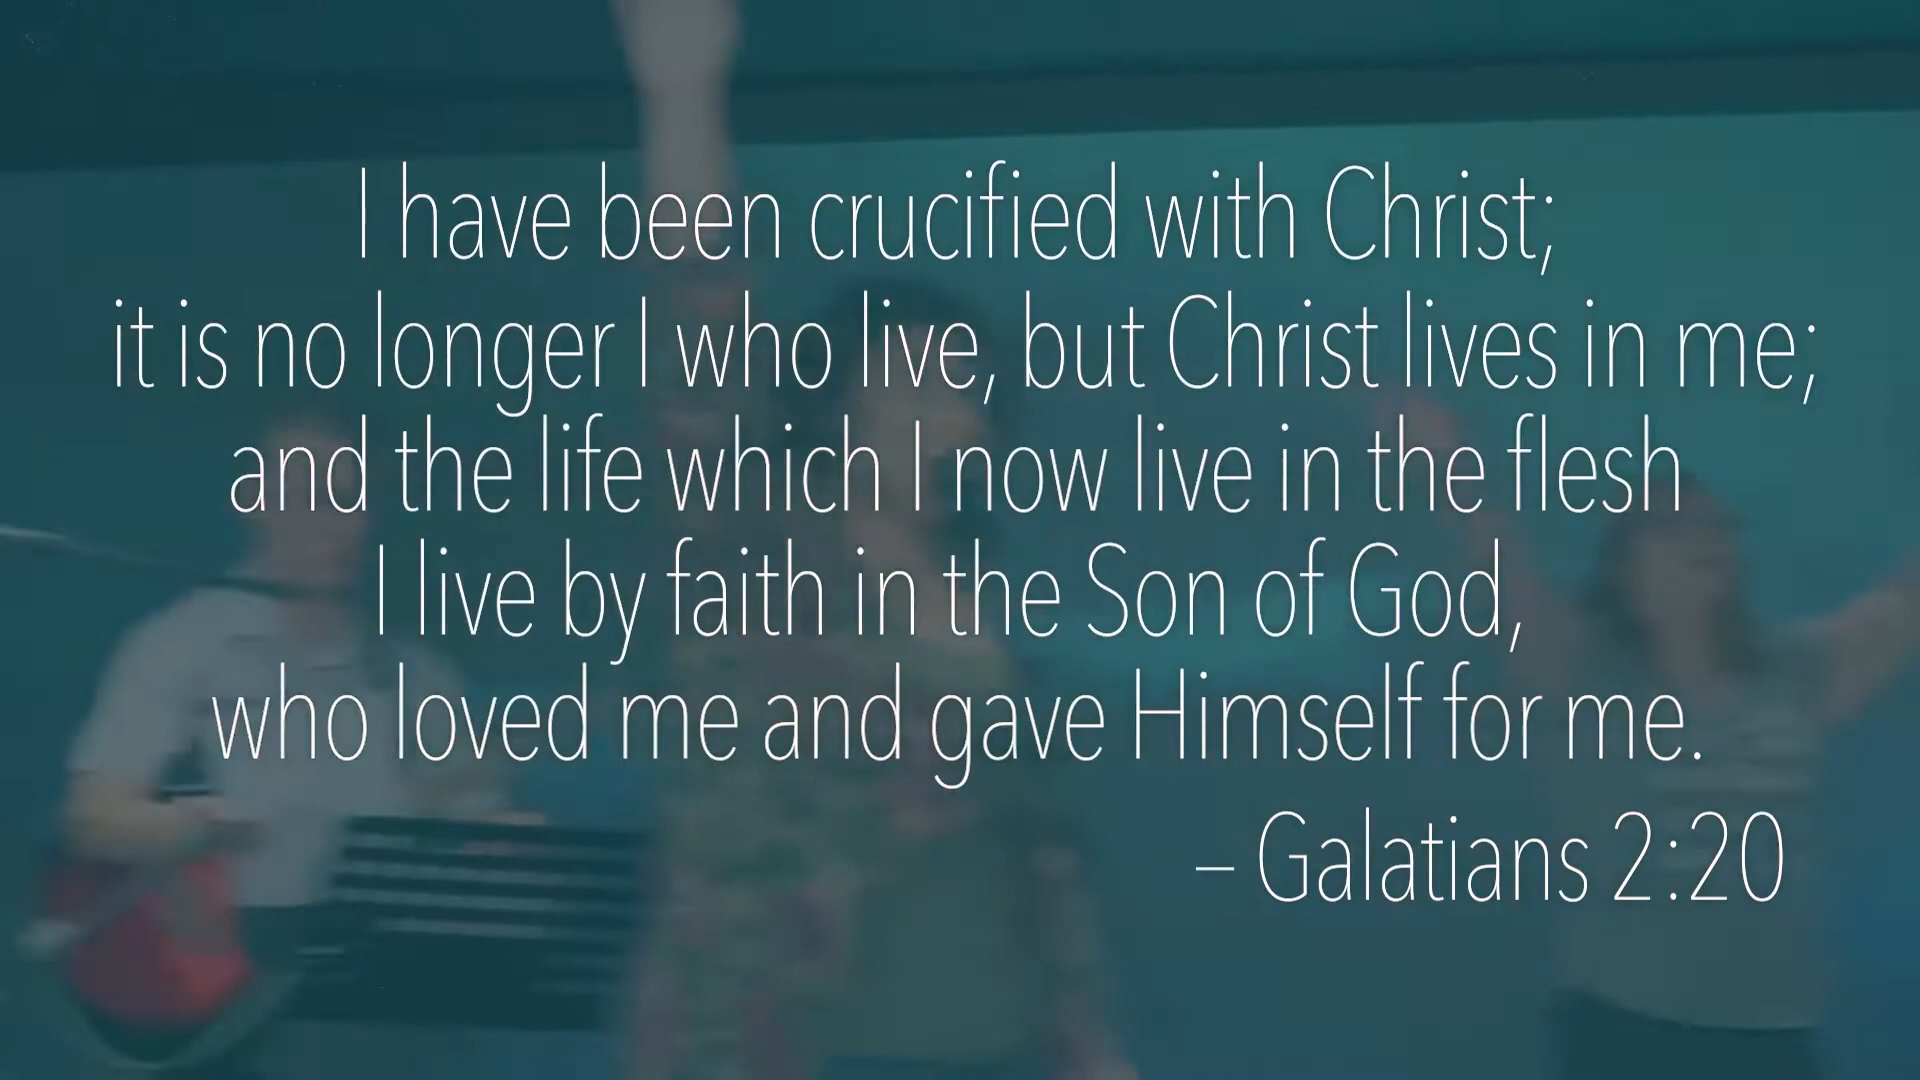 I have been crucified with Christ;
it is no longer I who live, but Christ lives in me;
and the life which I now live in the flesh
I live by faith in the Son of God,
who loved me and gave Himself for me.
– Galatians 2:20